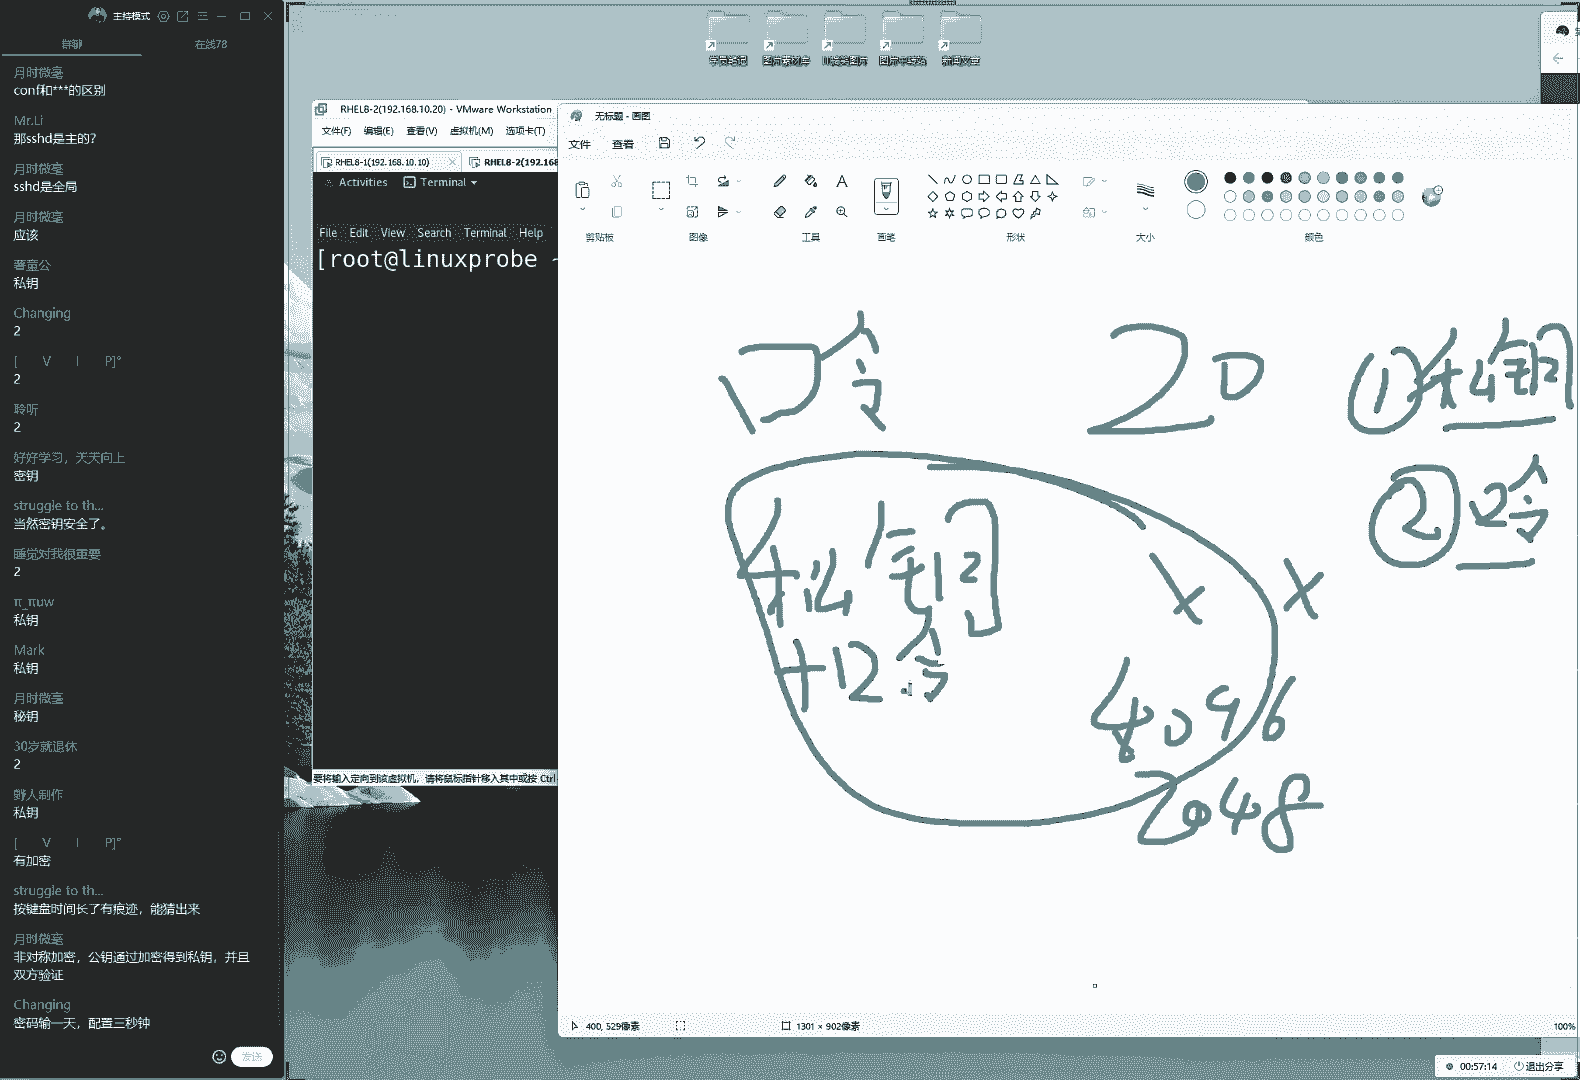 主持模式
群聊
在线78
月时微毫
conf和***的区别
Mr.Li
那sshd是主的？
月时微毫
sshd是全局
月时微毫
应该
署童公
私钥
Changing
2
[ V I P]°
2
聆听
2
好好学习，天天向上
密钥
struggle to th...
当然密钥安全了。
睡觉对我很重要
2
π_πuw
私钥
Mark
私钥
月时微毫
秘钥
30岁就退休
2
野人制作
私钥
[ V I P]°
有加密
struggle to th...
按键盘时间长了有痕迹，能猜出来
月时微毫
非对称加密，公钥通过加密得到私钥，并且
双方验证
Changing
密码输一天，配置三秒钟
发送
学员笔记
图片素材库
图片中转站
新闻文章
RHEL8-2(192.168.10.20) - VMware Workstation
文件(F) 编辑(E) 查看(V) 虚拟机(M) 选项卡(T)
RHEL8-1(192.168.10.10)
RHEL8-2(192.168
Activities
Terminal
File Edit View Search Terminal Help
[root@linuxprobe ~
要将输入定向到该虚拟机，请将鼠标指针移入其中或按 Ctrl
无标题 - 画图
文件 查看
剪贴板
图像
工具
画笔
形状
大小
颜色
口令
20
①私钥
②口令
私钥
+口令
X X
4096
2048
400, 529像素
1301 × 902像素
100%
00:57:14
退出分享